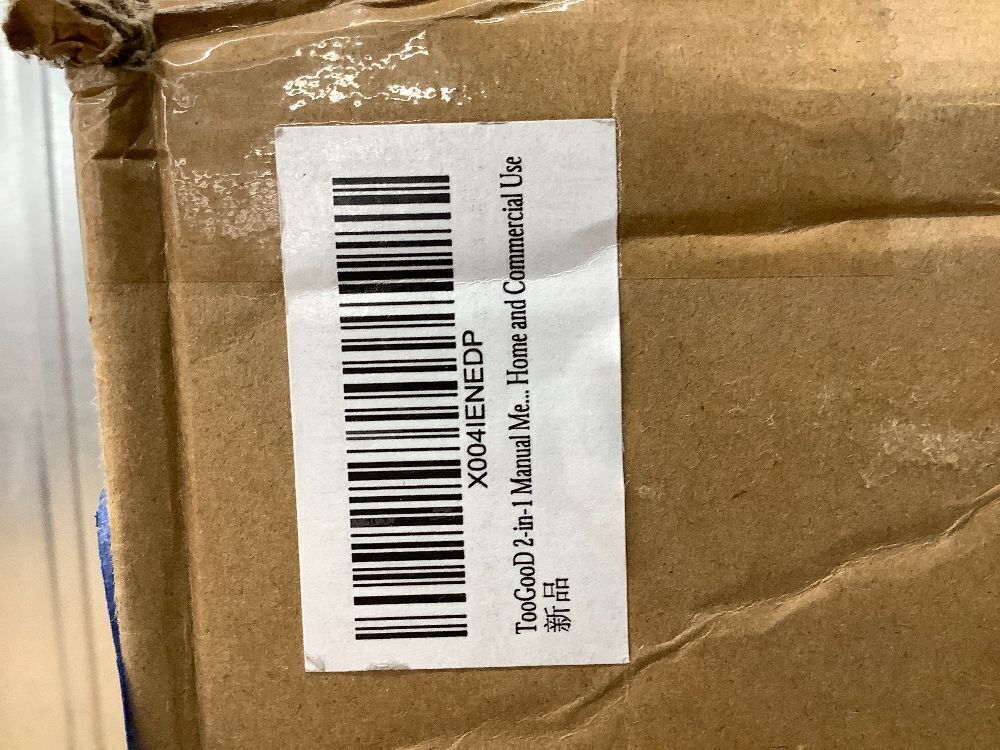 X004IENEDP
TooGooD 2-in-1 Manual Me... Home and Commercial Use
新品